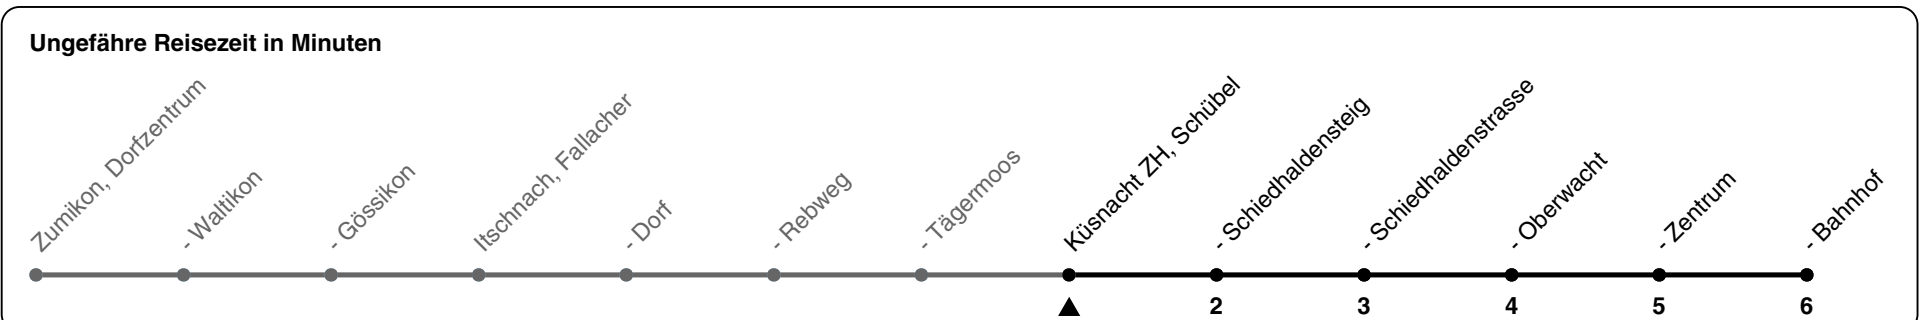 Ungefähre Reisezeit in Minuten
Zumikon, Dorfzentrum
- Waltikon
- Gössikon
Itschnach, Fallacher
- Dorf
- Rebweg
- Tägermoos
Küsnacht ZH, Schübel
- Schiedhaldensteig
- Schiedhaldenstrasse
- Oberwacht
- Zentrum
- Bahnhof
2 3 4 5 6